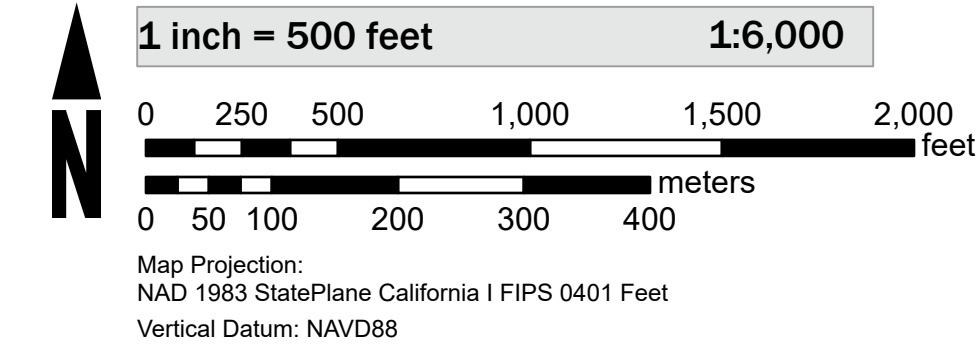 1 inch = 500 feet 1:6,000
0 250 500 1,000 1,500 2,000
feet
meters
0 50 100 200 300 400
N
Map Projection:
NAD 1983 StatePlane California I FIPS 0401 Feet
Vertical Datum: NAVD88